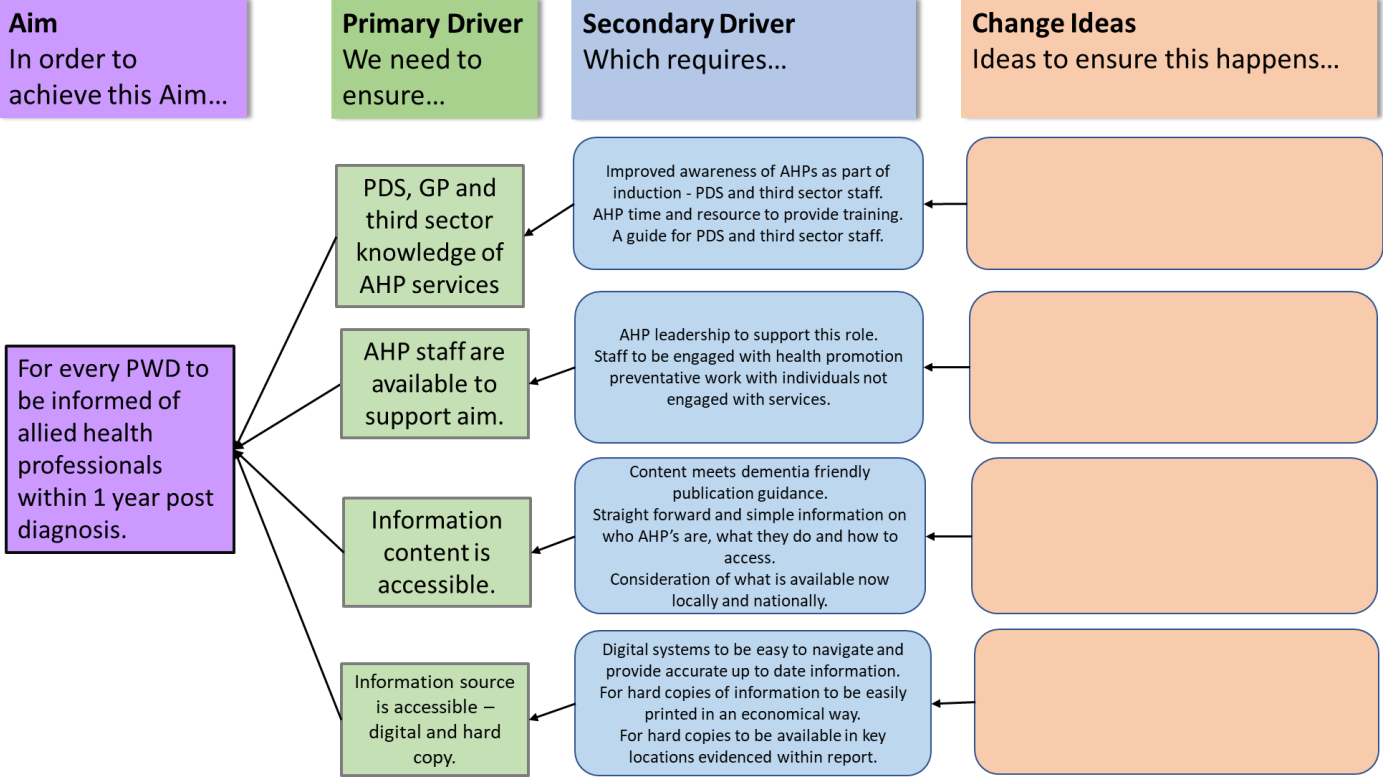 Aim
In order to
achieve this Aim...
Primary Driver
We need to
ensure...
Secondary Driver
Which requires...
Change Ideas
Ideas to ensure this happens...
For every PWD to
be informed of
allied health
professionals
within 1 year post
diagnosis.
PDS, GP and
third sector
knowledge of
AHP services
Improved awareness of AHPs as part of
induction - PDS and third sector staff.
AHP time and resource to provide training.
A guide for PDS and third sector staff.
AHP staff are
available to
support aim.
AHP leadership to support this role.
Staff to be engaged with health promotion
preventative work with individuals not
engaged with services.
Information
content is
accessible.
Content meets dementia friendly
publication guidance.
Straight forward and simple information on
who AHP's are, what they do and how to
access.
Consideration of what is available now
locally and nationally.
Information source
is accessible –
digital and hard
copy.
Digital systems to be easy to navigate and
provide accurate up to date information.
For hard copies of information to be easily
printed in an economical way.
For hard copies to be available in key
locations evidenced within report.